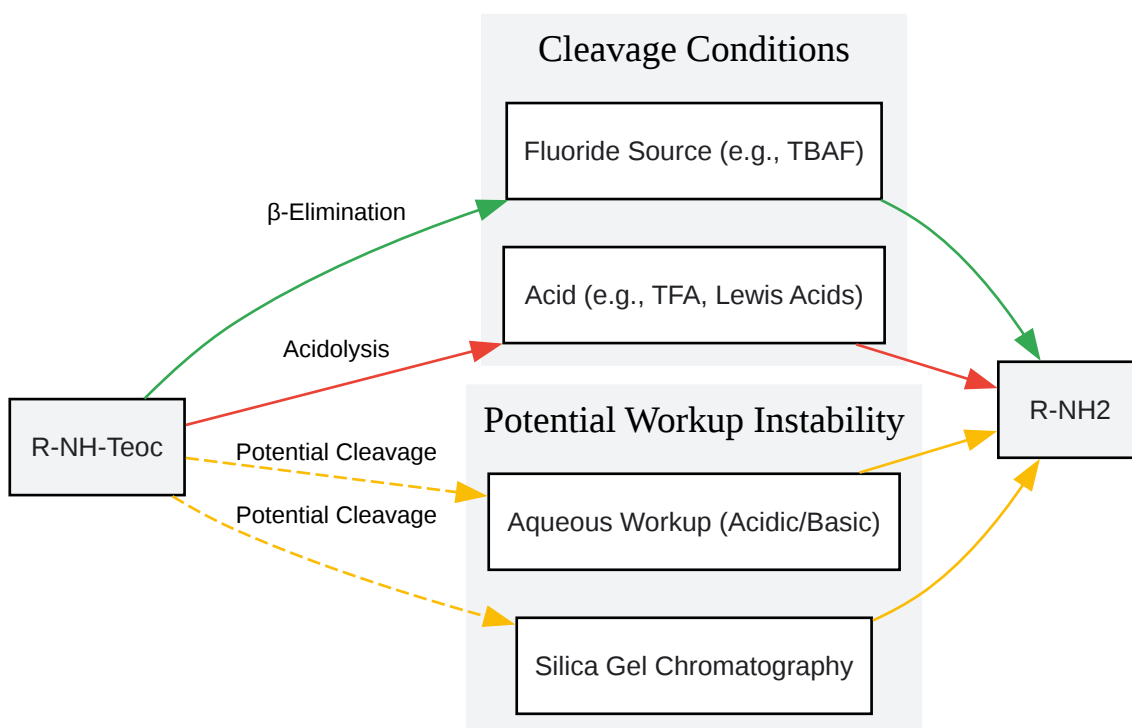 Cleavage Conditions
Fluoride Source (e.g., TBAF)
β-Elimination
Acid (e.g., TFA, Lewis Acids)
Acidolysis
Potential Workup Instability
R-NH2
R-NH-Teoc
Potential Cleavage
Aqueous Workup (Acidic/Basic)
Potential Cleavage
Silica Gel Chromatography